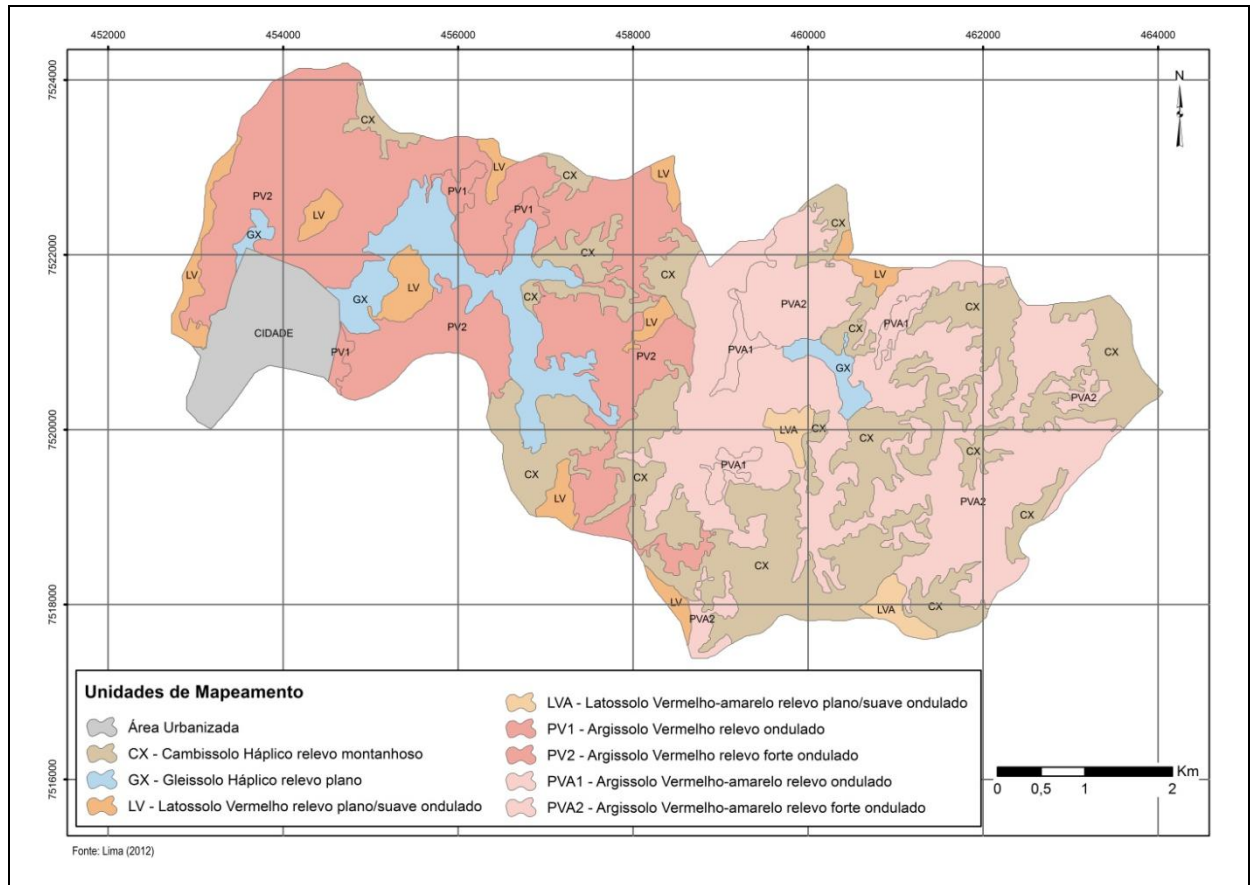 452000 454000 456000 458000 460000 462000 464000
7524000
7522000
7520000
7518000
7516000
N
CX
PV2
LV
GX
LV
LV
CIDADE
PV1
GX
LV
PV2
PV1
LV
PV1
CX
LV
CX
CX
CX
LV
PV2
CX
LV
CX
CX
LV
PVA2
LV
CX
PVA1
PVA1
CX
GX
CX
CX
PVA2
LVA
CX
CX
CX
PVA1
PVA2
CX
CX
LV
PVA2
LVA
CX
Unidades de Mapeamento
Área Urbanizada
CX - Cambissolo Háplico relevo montanhoso
GX - Gleissolo Háplico relevo plano
LV - Latossolo Vermelho relevo plano/suave ondulado
LVA - Latossolo Vermelho-amarelo relevo plano/suave ondulado
PV1 - Argissolo Vermelho relevo ondulado
PV2 - Argissolo Vermelho relevo forte ondulado
PVA1 - Argissolo Vermelho-amarelo relevo ondulado
PVA2 - Argissolo Vermelho-amarelo relevo forte ondulado
Km
0 0,5 1 2
Fonte: Lima (2012)